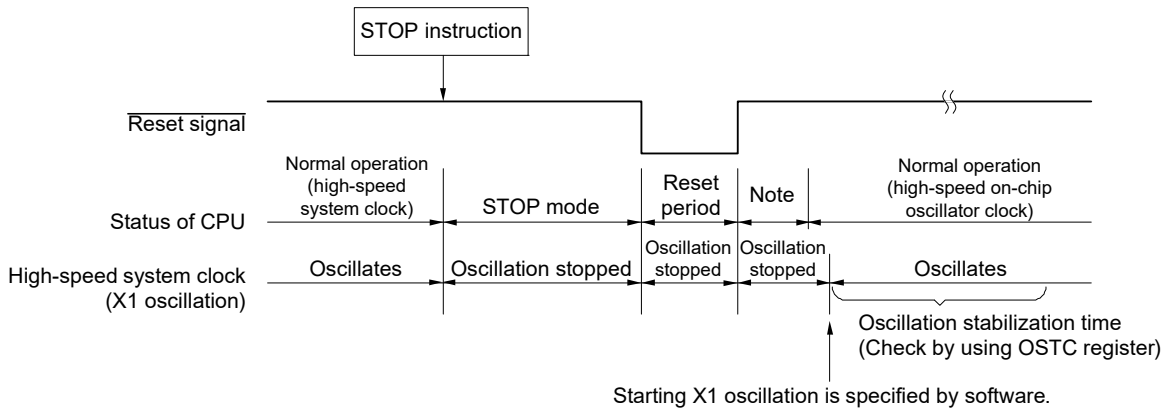 STOP instruction
Reset signal
Normal operation
(high-speed
system clock)
Status of CPU
STOP mode
Reset
period
Note
Normal operation
(high-speed on-chip
oscillator clock)
High-speed system clock
(X1 oscillation)
Oscillates
Oscillation stopped
Oscillation
stopped
Oscillation
stopped
Oscillates
Oscillation stabilization time
(Check by using OSTC register)
Starting X1 oscillation is specified by software.